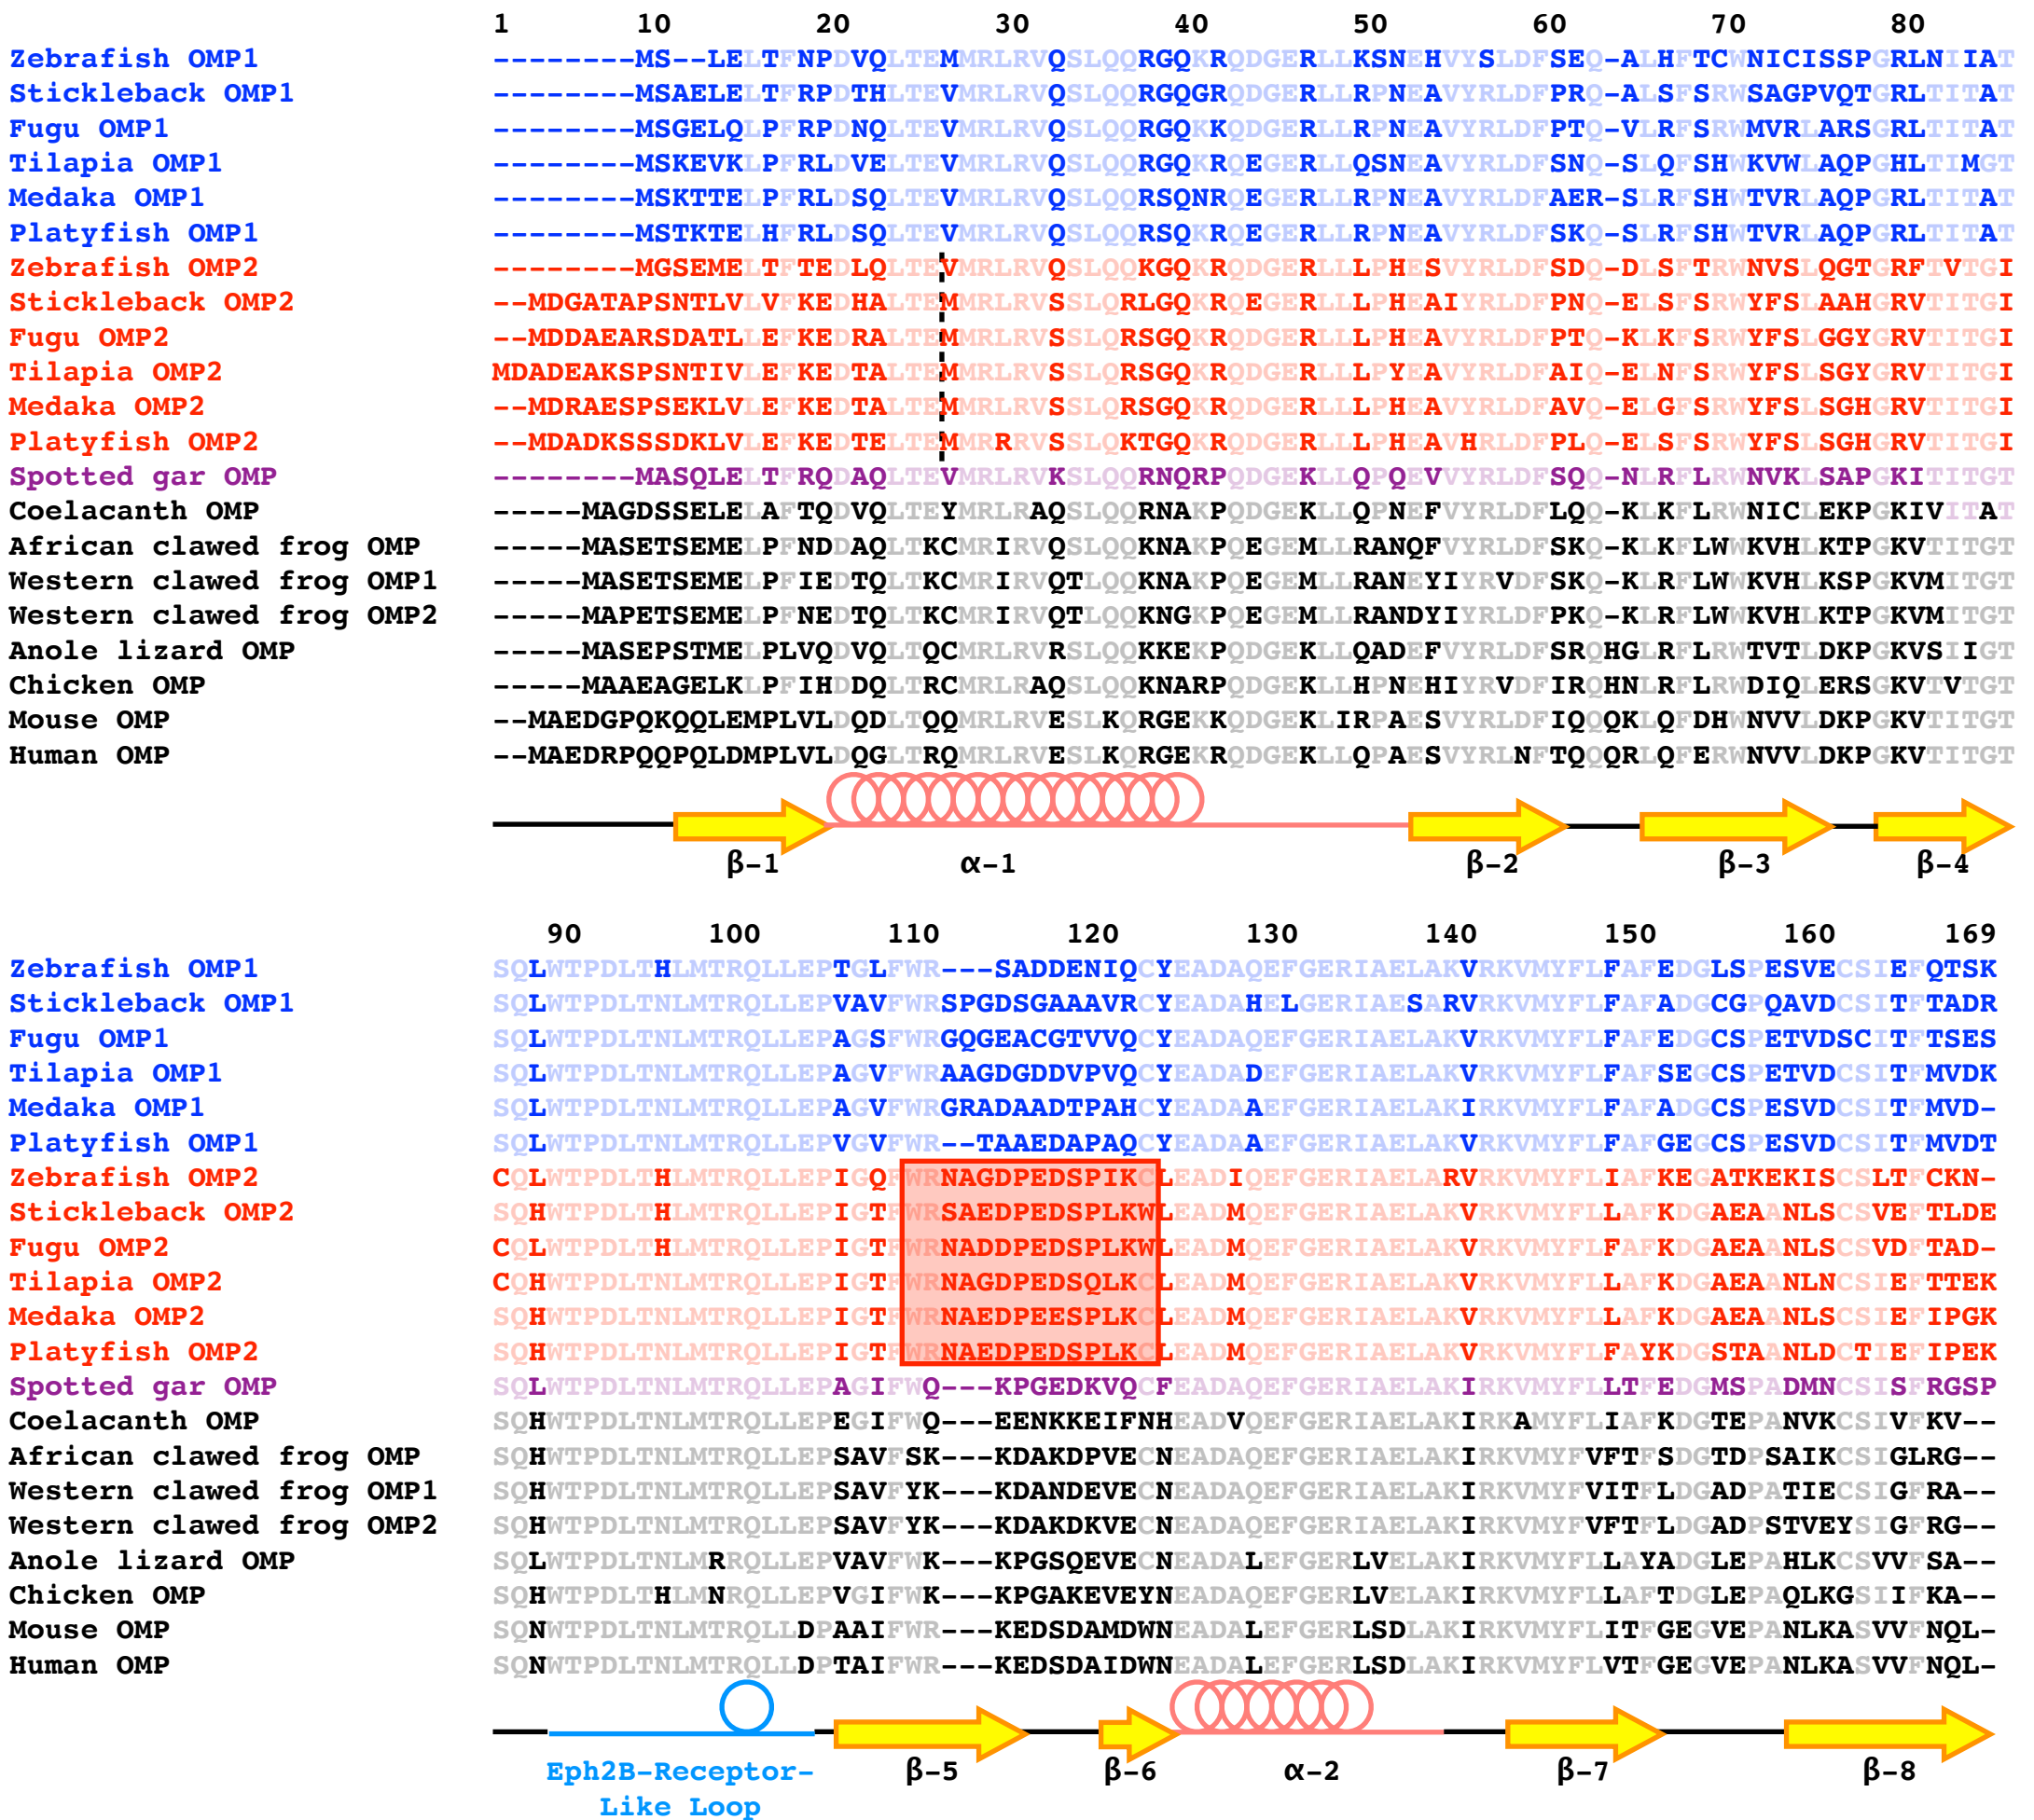 1 10 20 30 40 50 60 70 80
Zebrafish OMP1 --------MS--LELTFNPDVQLTEMMRLRVQSLQQRGQKRQDGERLLKSNEHVYSLDFSEQ-ALHFTCWNICISSPGRLNIIAT
Stickleback OMP1 --------MSAELELTFRPDTHLTEVMRLRVQSLQQRGQGRQDGERLLRPNEAVYRLDFPRQ-ALSFSRWSAGPVQTGRLTITAT
Fugu OMP1 --------MSGELQLPFRPDNQLTEVMRLRVQSLQQRGQKKQDGERLLRPNEAVYRLDFPTQ-VLRFSRWMVRLARSGRLTITAT
Tilapia OMP1 --------MSKEVKLPFRLDVELTEVMRLRVQSLQQRGQKRQEGERLLQSNEAVYRLDFSNQ-SLQFSHWKVWLAQPGHLTIMGT
Medaka OMP1 --------MSKTTELPFRLDSQLTEVMRLRVQSLQQRSQNRQEGERLLRPNEAVYRLDFAER-SLRFSHWTVRLAQPGRLTITAT
Platyfish OMP1 --------MSTKTELHFRLDSQLTEVMRLRVQSLQQRSQKRQEGERLLRPNEAVYRLDFSKQ-SLRFSHWTVRLAQPGRLTITAT
Zebrafish OMP2 --------MGSEMELTFTEDLQLTEVMRLRVQSLQQKGQKRQDGERLLLPHESVYRLDFSDQ-DLSFTRWNVSLQGTGRFTVTGI
Stickleback OMP2 --MDGATAPSNTLVLVFKEDHALTEMMRLRVSSLQRLGQKRQEGERLLLPHEAIYRLDFPNQ-ELSFSRWYFSLAAHGRVTITGI
Fugu OMP2 --MDDAEARSDATLLEFKEDRALTEMMRLRVSSLQRSGQKRQDGERLLLPHEAVYRLDFPTQ-KLKFSRWYFSLGGYGRVTITGI
Tilapia OMP2 MDADEAKSPSNTIVLEFKEDTALTEMMRLRVSSLQRSGQKRQDGERLLLPYEAVYRLDFAIQ-ELNFSRWYFSLSGYGRVTITGI
Medaka OMP2 --MDRAESPSEKLVLEFKEDTALTEMMRLRVSSLQRSGQKRQDGERLLLPHEAVYRLDFAVQ-ELGFSRWYFSLSGHGRVTITGI
Platyfish OMP2 --MDADKSSSDKLVLEFKEDTELTEMMRRRVSSLQKTGQKRQDGERLLLPHEAVHRLDFPLQ-ELSFSRWYFSLSGHGRVTITGI
Spotted gar OMP --------MASQLELTFRQDAQLTEVMRLRVKSLQQRNQRPQDGEKLLQPQEVVYRLDFSQQ-NLRFLRWNVKLSAPGKITITGT
Coelacanth OMP -----MAGDSSELELAFTQDVQLTEYMRLRAQSLQQRNAKPQDGEKLLQPNEFVYRLDFLQQ-KLKFLRWNICLEKPGKIVITAT
African clawed frog OMP -----MASETSEMELPFNDDAQLTKCMRIRVQSLQQKNAKPQEGEMLLRANQFVYRLDFSKQ-KLKFLWWKVHLKTPGKVTITGT
Western clawed frog OMP1 -----MASETSEMELPFIEDTQLTKCMRIRVQTLQQKNAKPQEGEMLLRANEYIYRVDFSKQ-KLRFLWWKVHLKSPGKVMITGT
Western clawed frog OMP2 -----MAPETSEMELPFNEDTQLTKCMRIRVQTLQQKNGKPQEGEMLLRANDYIYRLDFPKQ-KLRFLWWKVHLKTPGKVMITGT
Anole lizard OMP -----MASEPSTMELPLVQDVQLTQCMRLRVRSLQQKKEKPQDGEKLLQADEFVYRLDFSRQHGLRFLRWTVTLDKPGKVSIIGT
Chicken OMP -----MAAEAGELKLPFIHDDQLTRCMRLRAQSLQQKNARPQDGEKLLHPNEHIYRVDFIRQHNLRFLRWDIQLERSGKVTVTGT
Mouse OMP --MAEDGPQKQQLEMPLVLDQDLTQQMRLRVESLKQRGEKKQDGEKLIRPAESVYRLDFIQQQKLQFDHWNVVLDKPGKVTITGT
Human OMP --MAEDRPQQPQLDMPLVLDQGLTRQMRLRVESLKQRGEKRQDGEKLLQPAESVYRLNFTQQQRLQFERWNVVLDKPGKVTITGT
β-1 α-1 β-2 β-3 β-4
90 100 110 120 130 140 150 160 169
Zebrafish OMP1 SQLWTPDLTHLMTRQLLEPTGLFWR---SADDENIQCYEADAQEFGERIAELAKVRKVMYFLFAFEDGLSPESVECSIEFQTSK
Stickleback OMP1 SQLWTPDLTNLMTRQLLEPVAVFWRSPGDSGAAAVRCYEADAHELGERIAESARVRKVMYFLFAFADGCGPQAVDCSITFTADR
Fugu OMP1 SQLWTPDLTNLMTRQLLEPAGSFWRGQGEACGTVVQCYEADAQEFGERIAELAKVRKVMYFLFAFEDGCSPETVDSCITFTSES
Tilapia OMP1 SQLWTPDLTNLMTRQLLEPAGVFWRAAGDGDDVPVQCYEADADEFGERIAELAKVRKVMYFLFAFSEGCSPETVDCSITFMVDK
Medaka OMP1 SQLWTPDLTNLMTRQLLEPAGVFWRGRADAADTPAHCYEADAAEFGERIAELAKIRKVMYFLFAFADGCSPESVDCSITFMVD-
Platyfish OMP1 SQLWTPDLTNLMTRQLLEPVGVFWR--TAAEDAPAQCYEADAAEFGERIAELAKVRKVMYFLFAFGEGCSPESVDCSITFMVDT
Zebrafish OMP2 CQLWTPDLTHLMTRQLLEPIGQFWRNAGDPEDSPIKCLEADIQEFGERIAELARVRKVMYFLIAFKEGATKEKISCSLTFCKN-
Stickleback OMP2 SQHWTPDLTHLMTRQLLEPIGTFWRSAEDPEDSPLKWLEADMQEFGERIAELAKVRKVMYFLLAFKDGAEAANLSCSVEFTLDE
Fugu OMP2 CQLWTPDLTHLMTRQLLEPIGTFWRNADDPEDSPLKWLEADMQEFGERIAELAKVRKVMYFLFAFKDGAEAANLSCSVDFTAD-
Tilapia OMP2 CQHWTPDLTNLMTRQLLEPIGTFWRNAGDPEDSQLKCLEADMQEFGERIAELAKVRKVMYFLLAFKDGAEAANLNCSIEFTTEK
Medaka OMP2 SQHWTPDLTNLMTRQLLEPIGTFWRNAEDPEESPLKCLEADMQEFGERIAELAKVRKVMYFLLAFKDGAEAANLSCSIEFIPGK
Platyfish OMP2 SQHWTPDLTNLMTRQLLEPIGTFWRNAEDPEDSPLKCLEADMQEFGERIAELAKVRKVMYFLFAYKDGSTAANLDCTIEFIPEK
Spotted gar OMP SQLWTPDLTNLMTRQLLEPAGIFWQ---KPGEDKVQCFEADAQEFGERIAELAKIRKVMYFLLTFEDGMSPADMNCSISFRGSP
Coelacanth OMP SQHWTPDLTNLMTRQLLEPEGIFWQ---EENKKEIFNHEADVQEFGERIAELAKIRKAMYFLIAFKDGTEPANVKCSIVFKV--
African clawed frog OMP SQHWTPDLTNLMTRQLLEPSAVFSK---KDAKDPVECNEADAQEFGERIAELAKIRKVMYFVFTFSDGTDPSAIKCSIGLRG--
Western clawed frog OMP1 SQHWTPDLTNLMTRQLLEPSAVFYK---KDANDEVECNEADAQEFGERIAELAKIRKVMYFVITFLDGADPATIECSIGFRA--
Western clawed frog OMP2 SQHWTPDLTNLMTRQLLEPSAVFYK---KDAKDKVECNEADAQEFGERIAELAKIRKVMYFVFTFLDGADPSTVEYSIGFRG--
Anole lizard OMP SQLWTPDLTNLMRRQLLEPVAVFWK---KPGSQEVECNEADALEFGERLVELAKIRKVMYFLLAYADGLEPAHLKCSVVFSA--
Chicken OMP SQHWTPDLTHLMNRQLLEPVGIFWK---KPGAKEVEYNEADAQEFGERLVELAKIRKVMYFLLAFTDGLEPAQLKGSIIFKA--
Mouse OMP SQNWTPDLTNLMTRQLLDPAAIFWR---KEDSDAMDWNEADALEFGERLSDLAKIRKVMYFLITFGEGVEPANLKASVVFNQL-
Human OMP SQNWTPDLTNLMTRQLLDPTAIFWR---KEDSDAIDWNEADALEFGERLSDLAKIRKVMYFLVTFGEGVEPANLKASVVFNQL-
Eph2B-Receptor- β-5 β-6 α-2 β-7 β-8
Like Loop